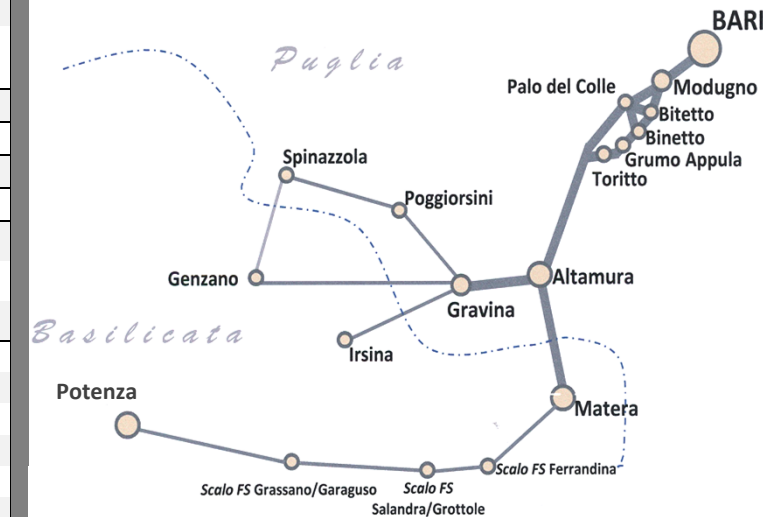 BARI
Puglia
Palo del Colle
Modugno
Bitetto
Binetto
Grumo Appula
Toritto
Spinazzola
Poggiorsini
Genzano
Altamura
Gravina
Basilicata
Irsina
Potenza
Matera
Scalo FS Ferrandina
Scalo FS Grassano/Garaguso
Scalo FS
Salandra/Grottole